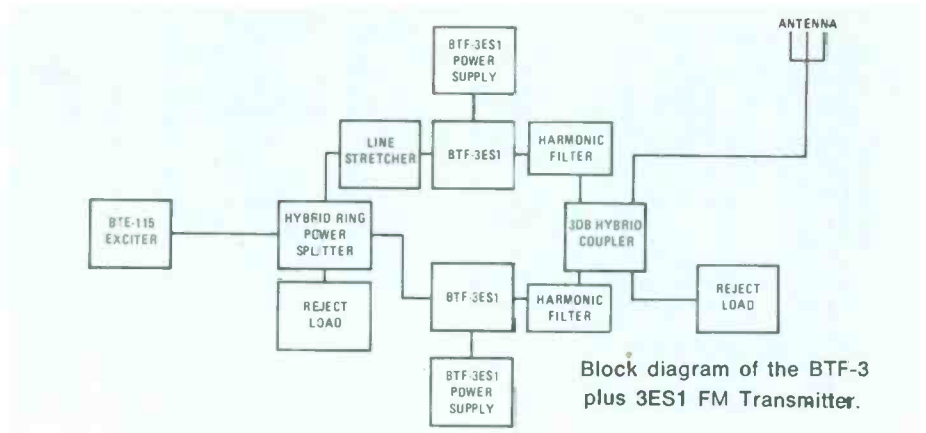 ANTENNA
BTF-3ES1
POWER
SUPPLY
LINE
STRETCHER
BTF-3ES1
HARMONIC
FILTER
BTE-115
EXCITER
HYBRID RING
POWER
SPLITTER
3DB HYBRID
COUPLER
REJECT
LOAD
BTF-3ES1
HARMONIC
FILTER
REJECT
LOAD
BTF-3ES1
POWER
SUPPLY
Block diagram of the BTF-3
plus 3ES1 FM Transmitter.